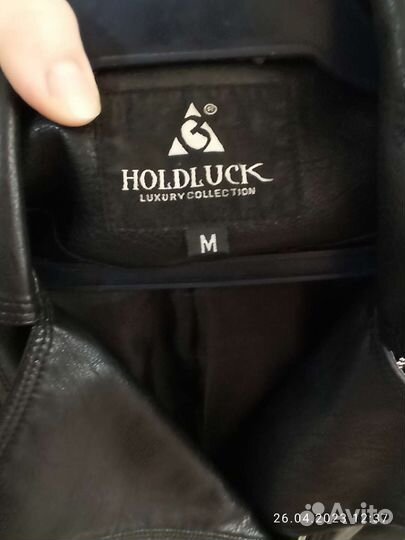 ®
HOLDLUCK
LUXURY COLLECTION
M
26.04.2023 12:37
Avito